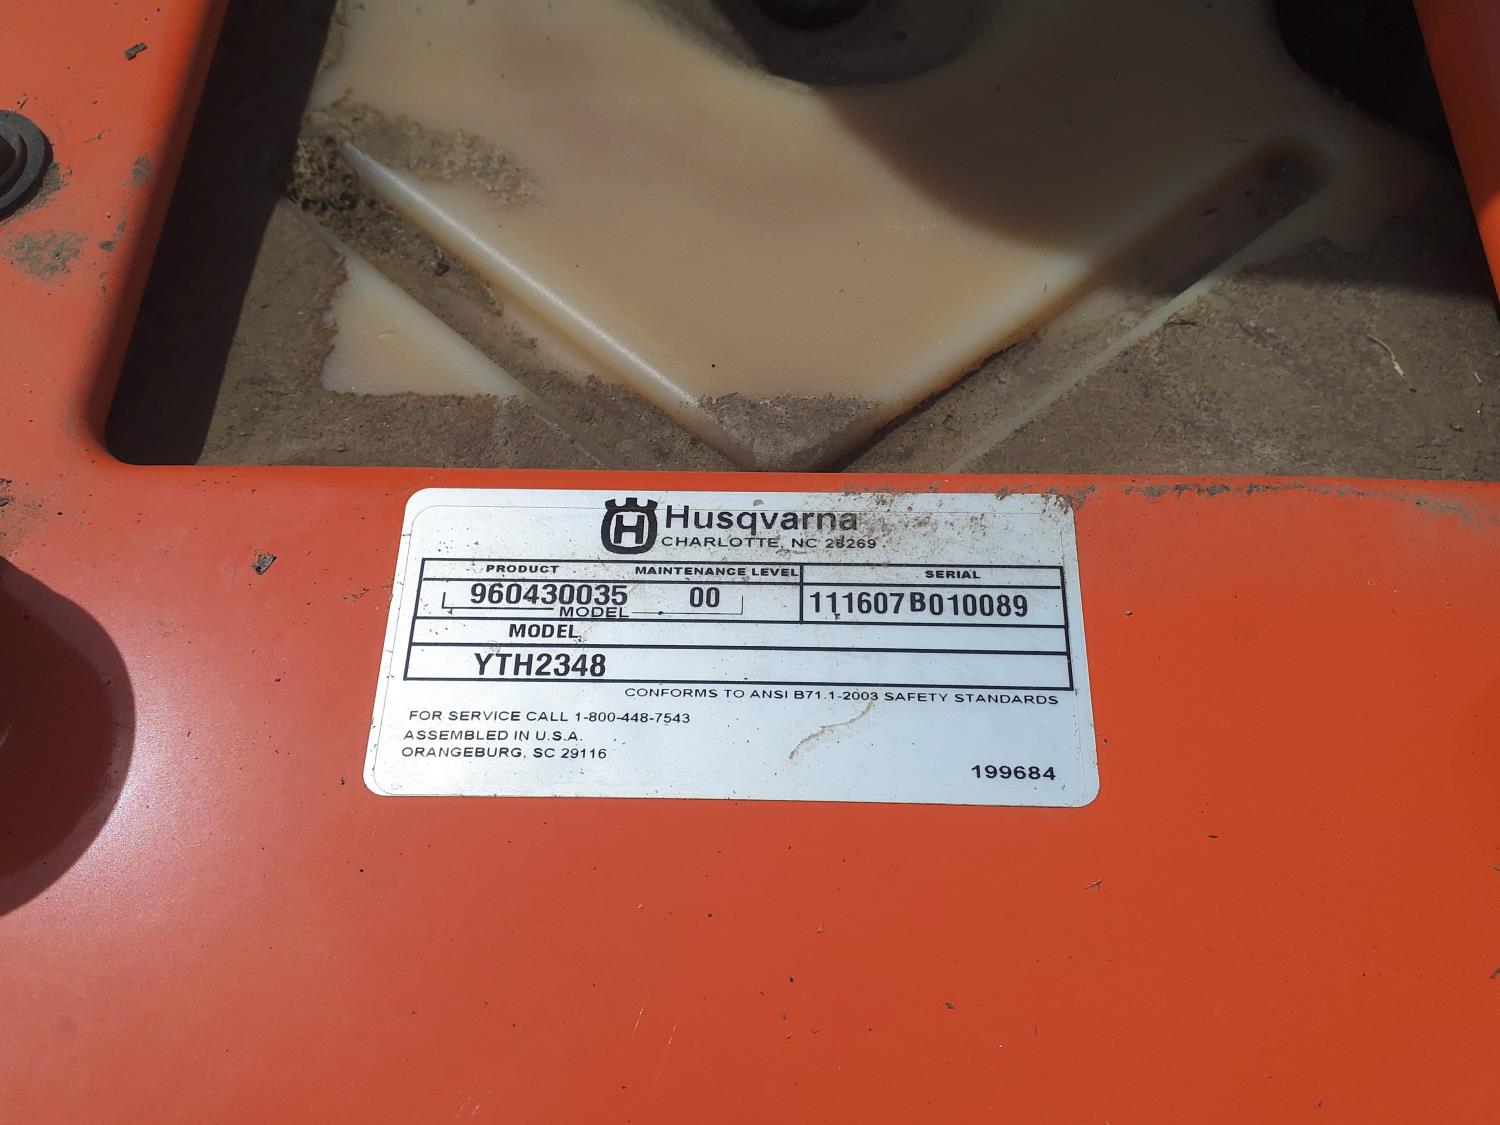 H Husqvarna
CHARLOTTE, NC 28269
PRODUCT MAINTENANCE LEVEL SERIAL
960430035 00 111607B010089
MODEL
MODEL
YTH2348
CONFORMS TO ANSI B71.1-2003 SAFETY STANDARDS
FOR SERVICE CALL 1-800-448-7543
ASSEMBLED IN U.S.A.
ORANGEBURG, SC 29116
199684